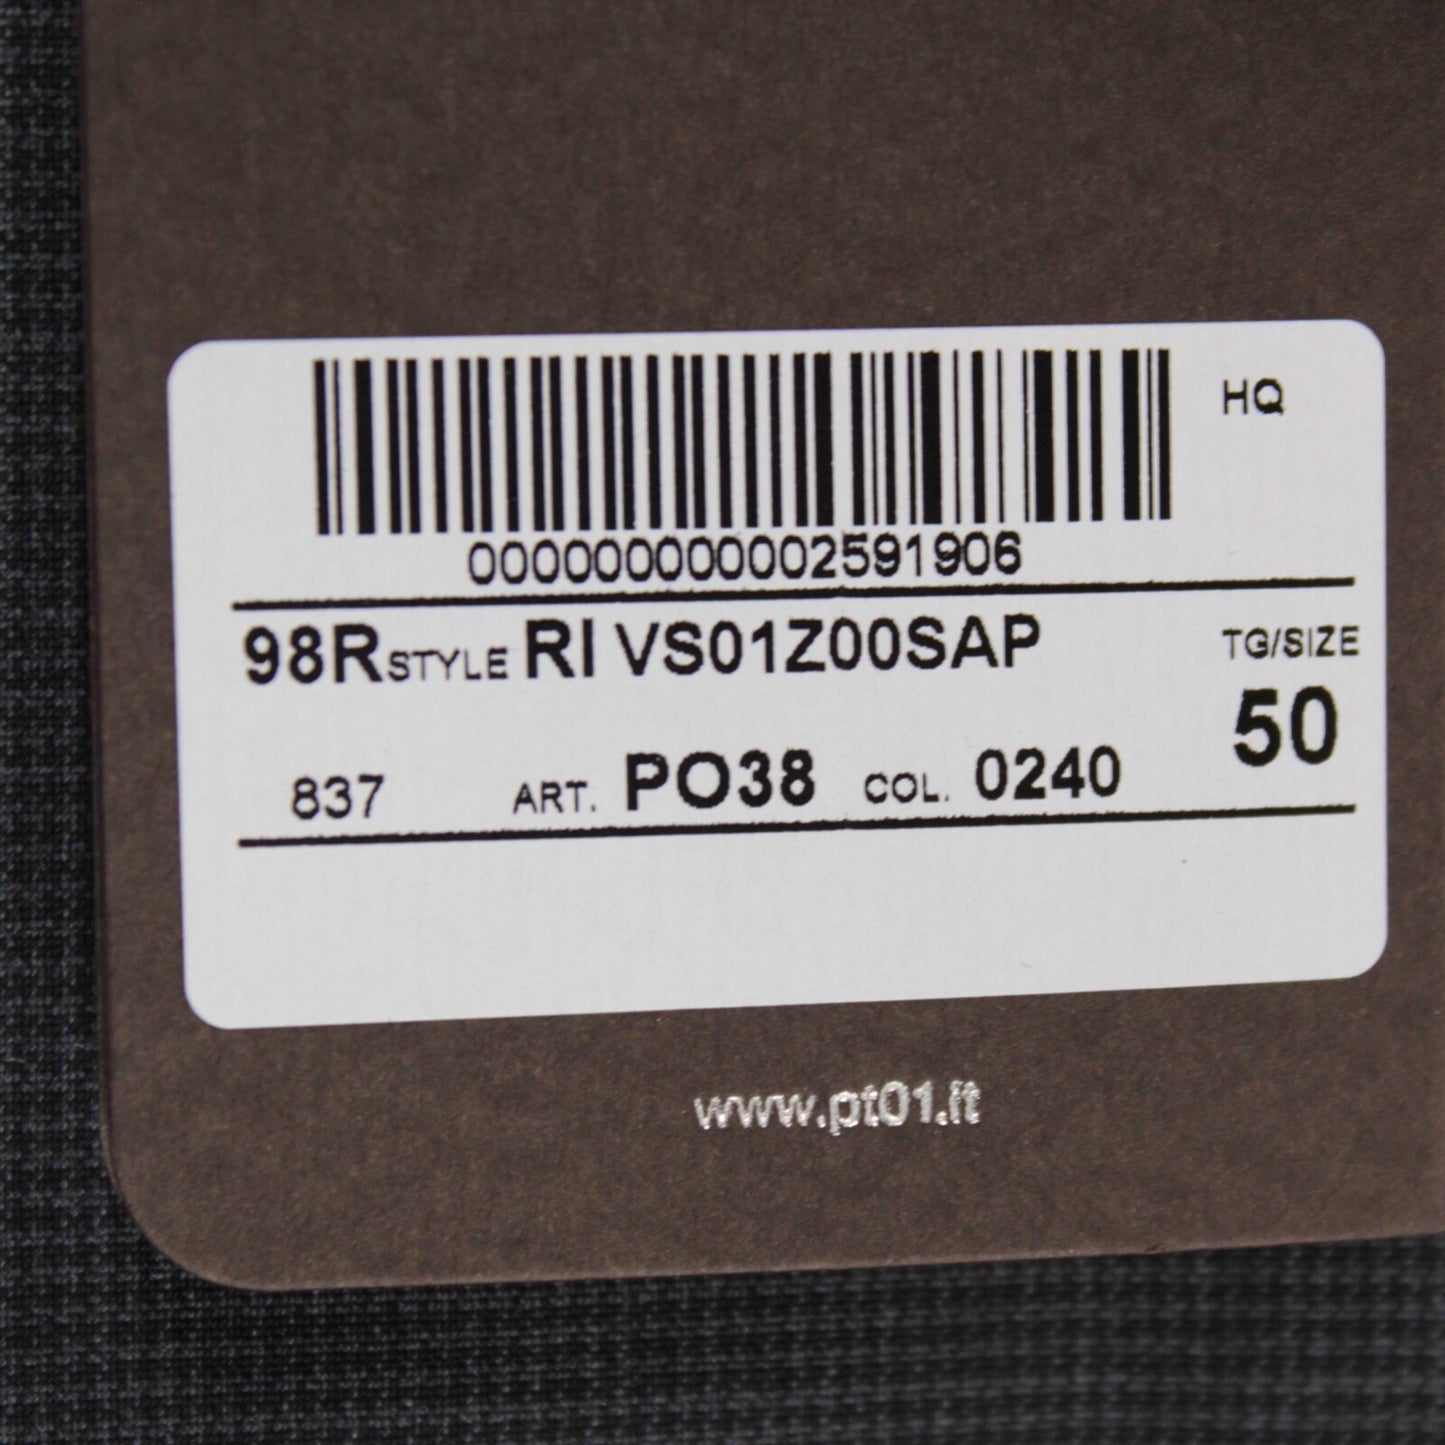 HQ
000000000002591906
98R STYLE RI VS01Z00SAP TG/SIZE
50
837 ART. PO38 COL. 0240
www.pt01.it